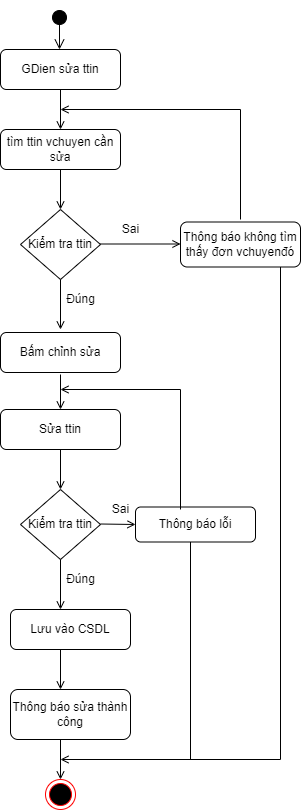 GDien sửa ttin
tìm ttin vchuyen cần
sửa
Kiểm tra ttin
Sai
Thông báo không tìm
thấy đơn vchuyenđó
Đúng
Bấm chỉnh sửa
Sửa ttin
Kiểm tra ttin
Sai
Thông báo lỗi
Đúng
Lưu vào CSDL
Thông báo sửa thành
công